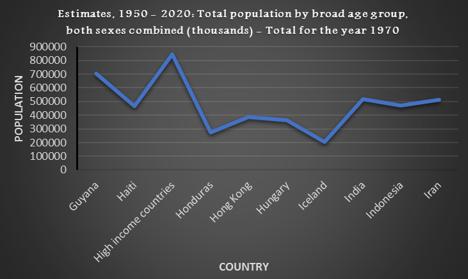 Estimates, 1950 – 2020: Total population by broad age group,
both sexes combined (thousands) – Total for the year 1970
POPULATION
900000
800000
700000
600000
500000
400000
300000
200000
100000
0
Guyana
Haiti
High income countries
Honduras
Hong Kong
Hungary
Iceland
India
Indonesia
Iran
COUNTRY